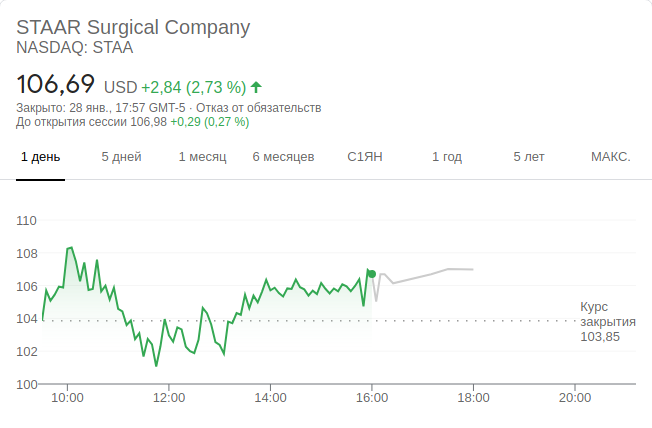 STAAR Surgical Company
NASDAQ: STAA
106,69 USD +2,84 (2,73 %)
Закрыто: 28 янв., 17:57 GMT-5 · Отказ от обязательств
До открытия сессии 106,98 +0,29 (0,27 %)
1 день 5 дней 1 месяц 6 месяцев С1ЯН 1 год 5 лет МАКС.
110
108
106
104
102
100
Курс
закрытия
103,85
10:00 12:00 14:00 16:00 18:00 20:00